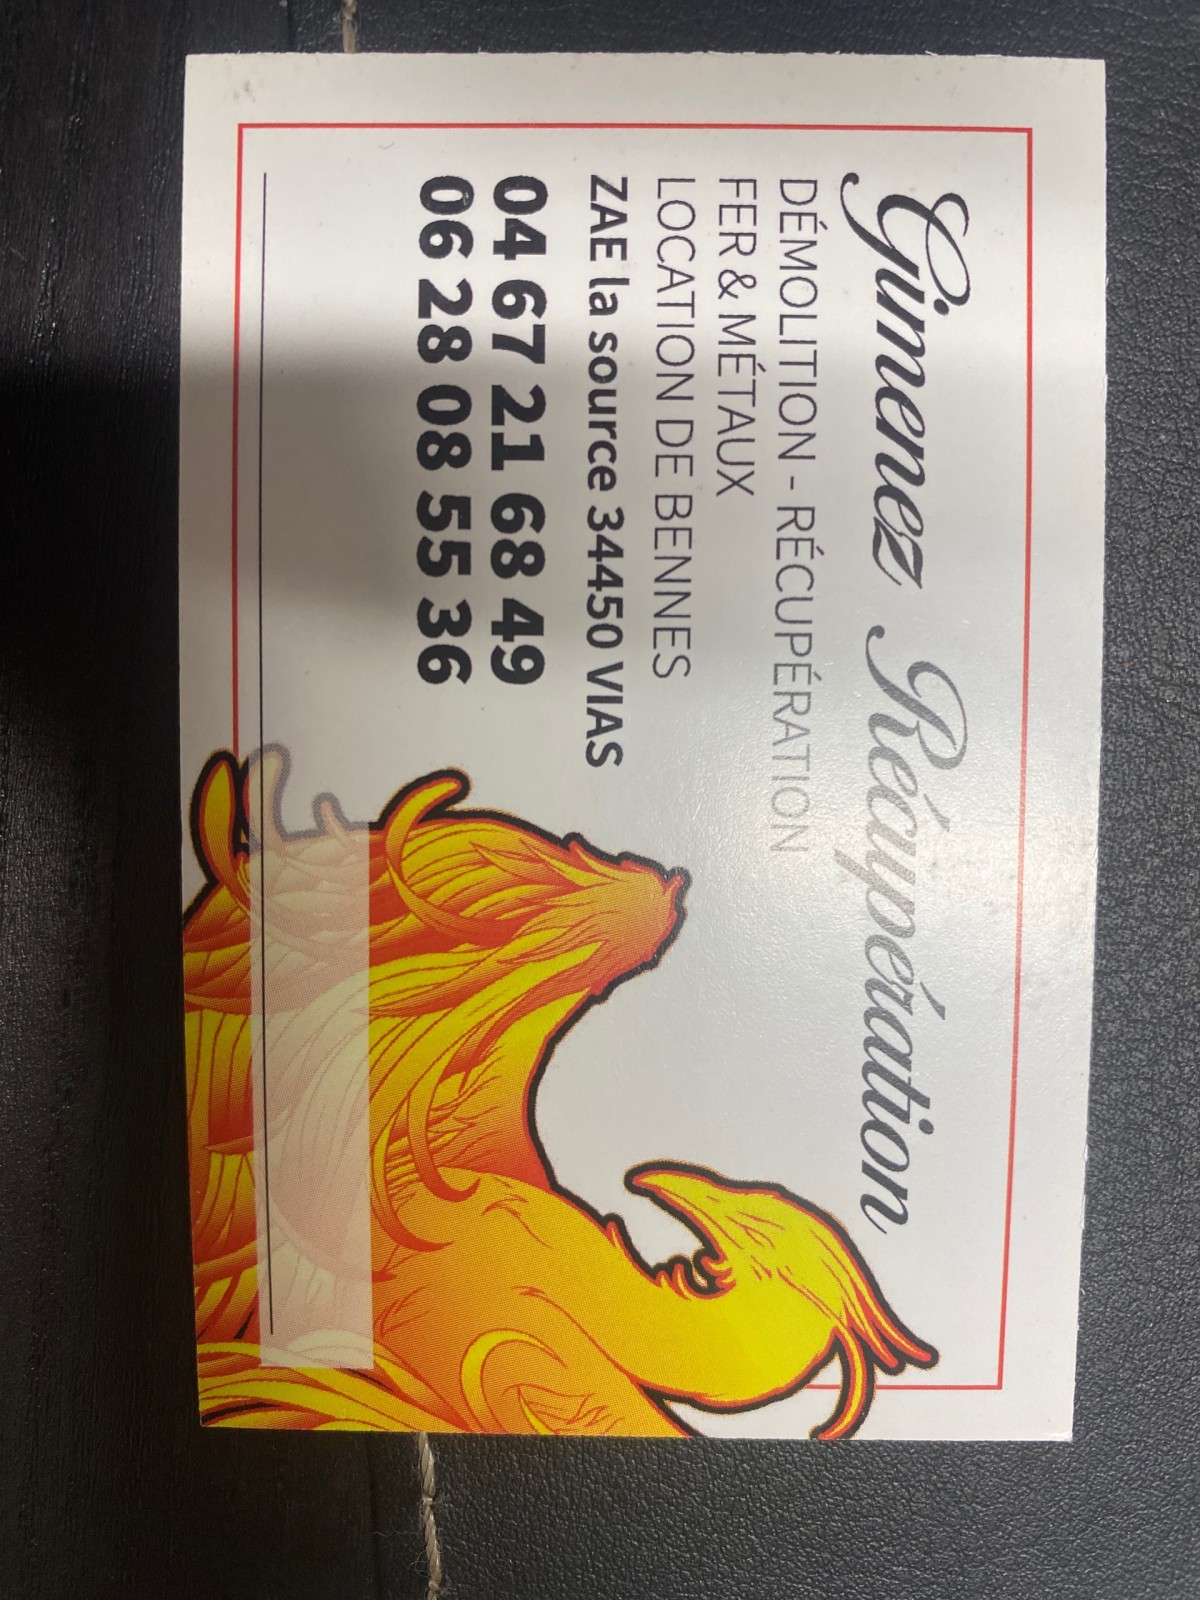 Gimenez Récupération
DÉMOLITION - RÉCUPÉRATION
FER & MÉTAUX
LOCATION DE BENNES
ZAE la source 34450 VIAS
04 67 21 68 49
06 28 08 55 36